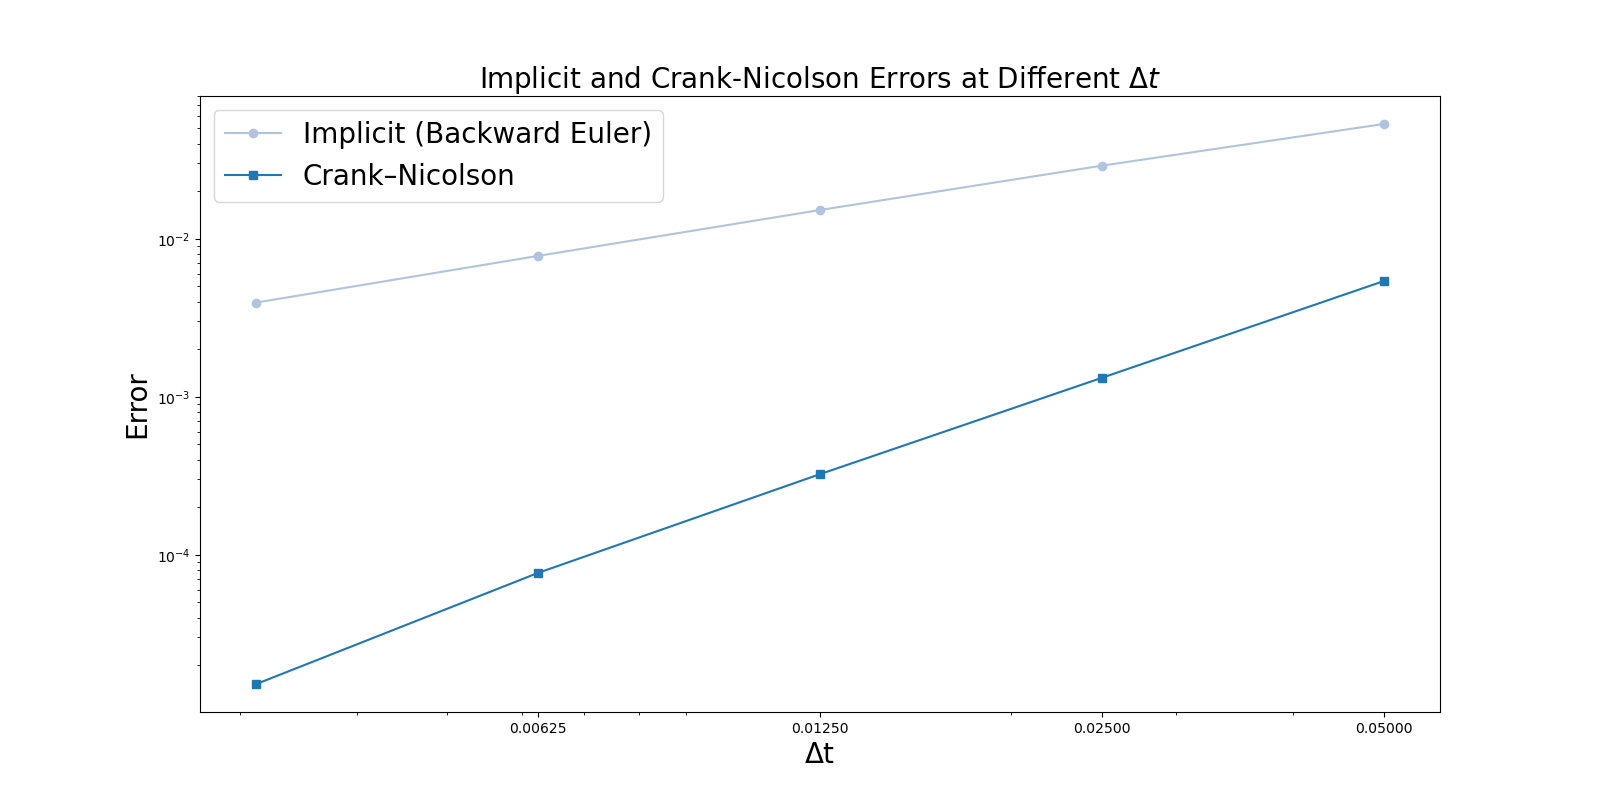 Implicit and Crank-Nicolson Errors at Different Δt
Implicit (Backward Euler)
Crank–Nicolson
Error
10⁻²
10⁻³
10⁻⁴
0.00625 0.01250 0.02500 0.05000
Δt